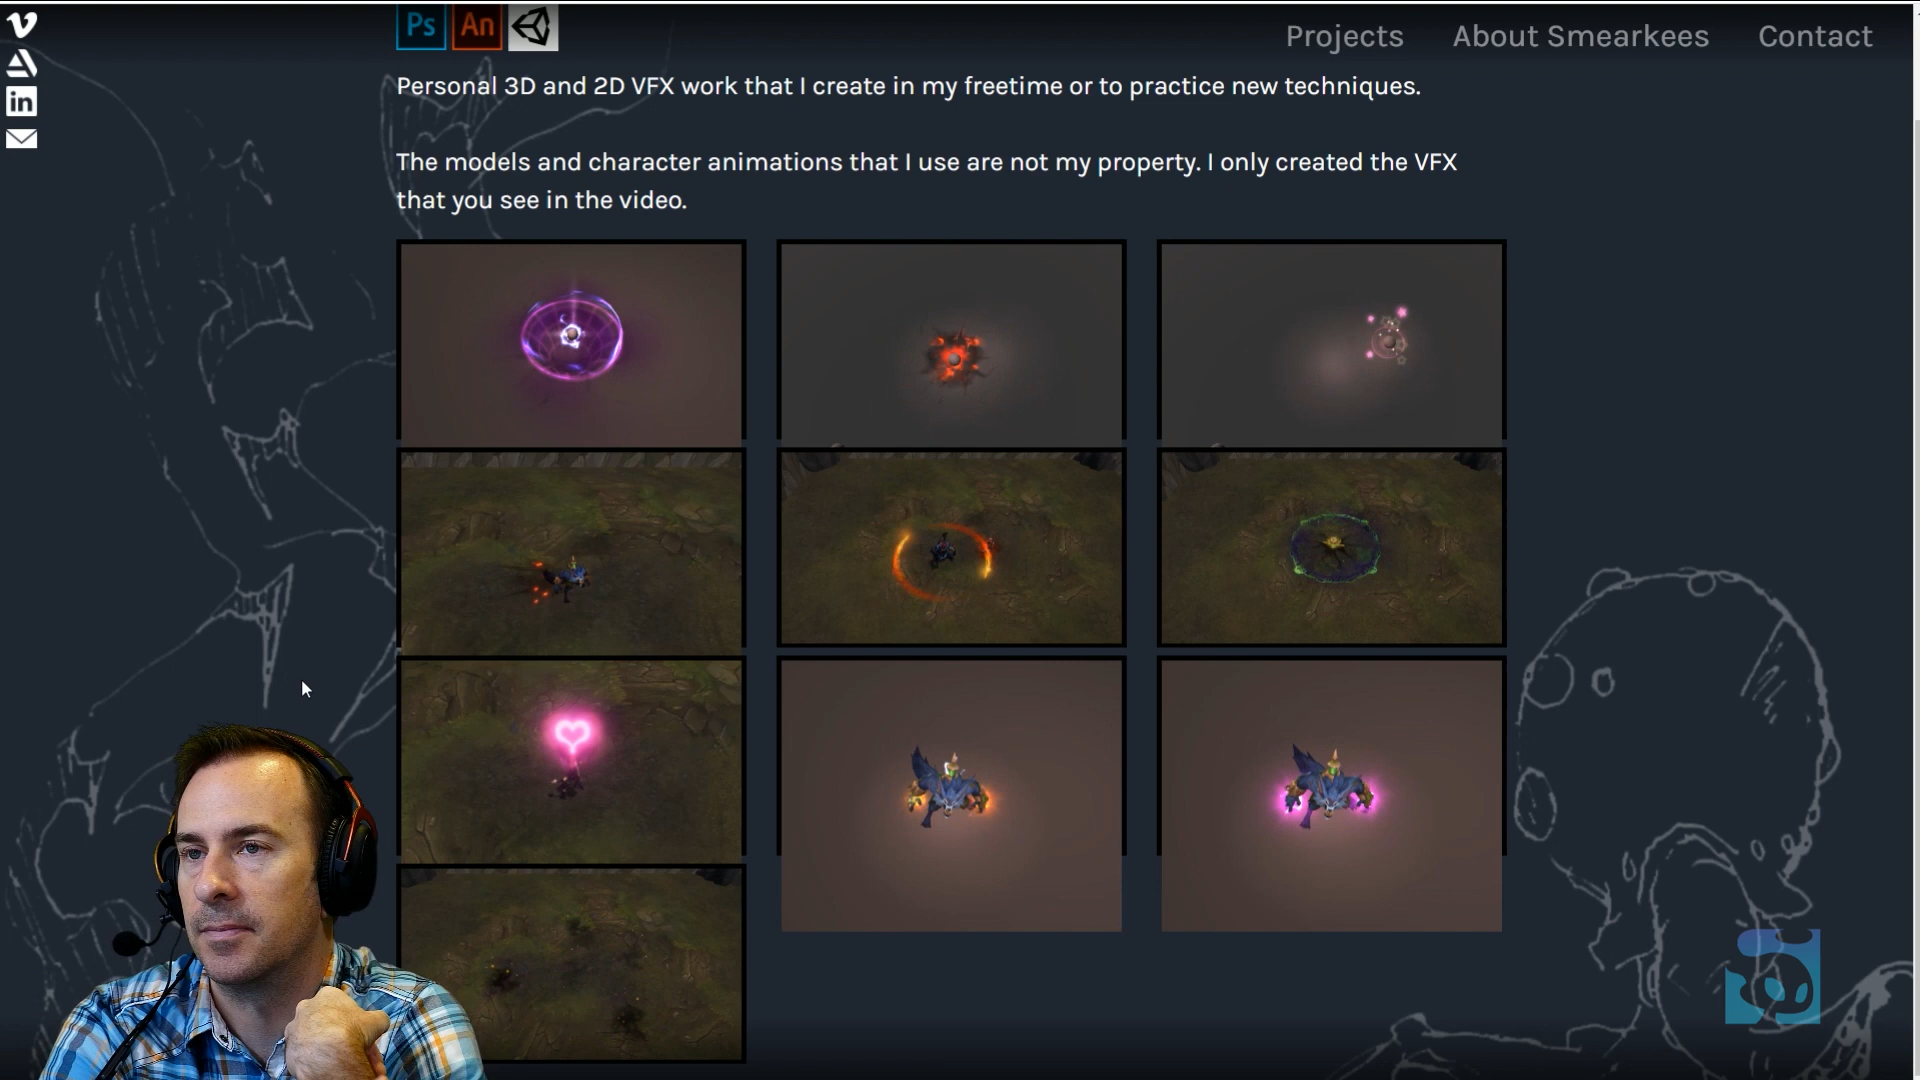 Ps An
Projects About Smearkees Contact
in
Personal 3D and 2D VFX work that I create in my freetime or to practice new techniques.
The models and character animations that I use are not my property. I only created the VFX
that you see in the video.